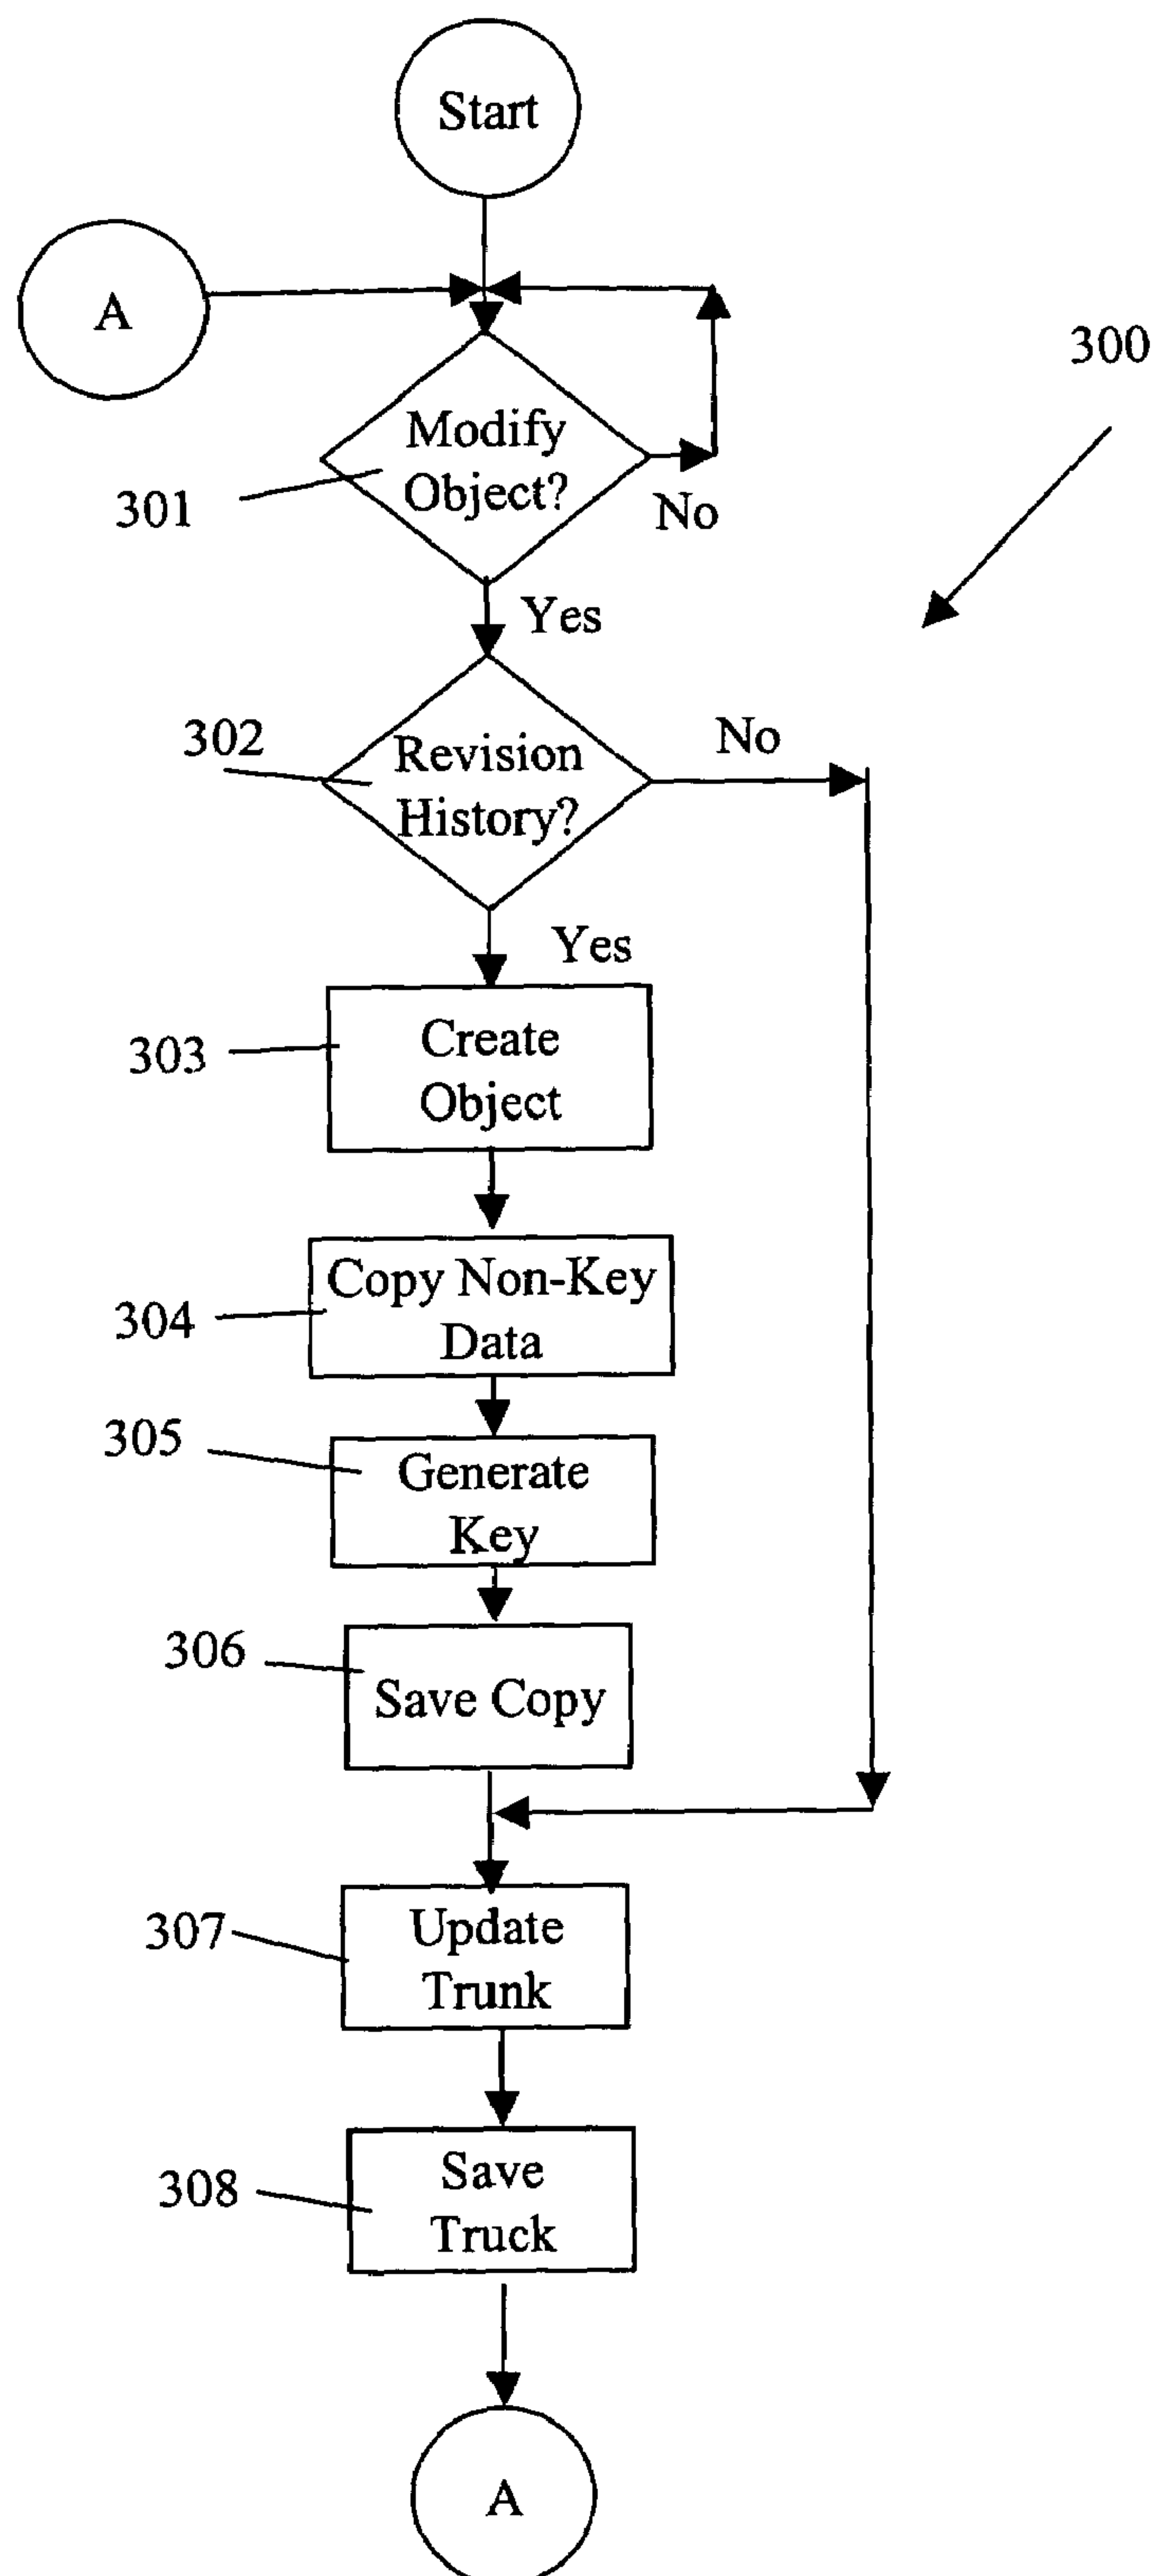 Start
A
300
Modify
Object?
301
No
Yes
302
No
Revision
History?
Yes
303
Create
Object
304
Copy Non-Key
Data
305
Generate
Key
306
Save Copy
307
Update
Trunk
308
Save
Truck
A